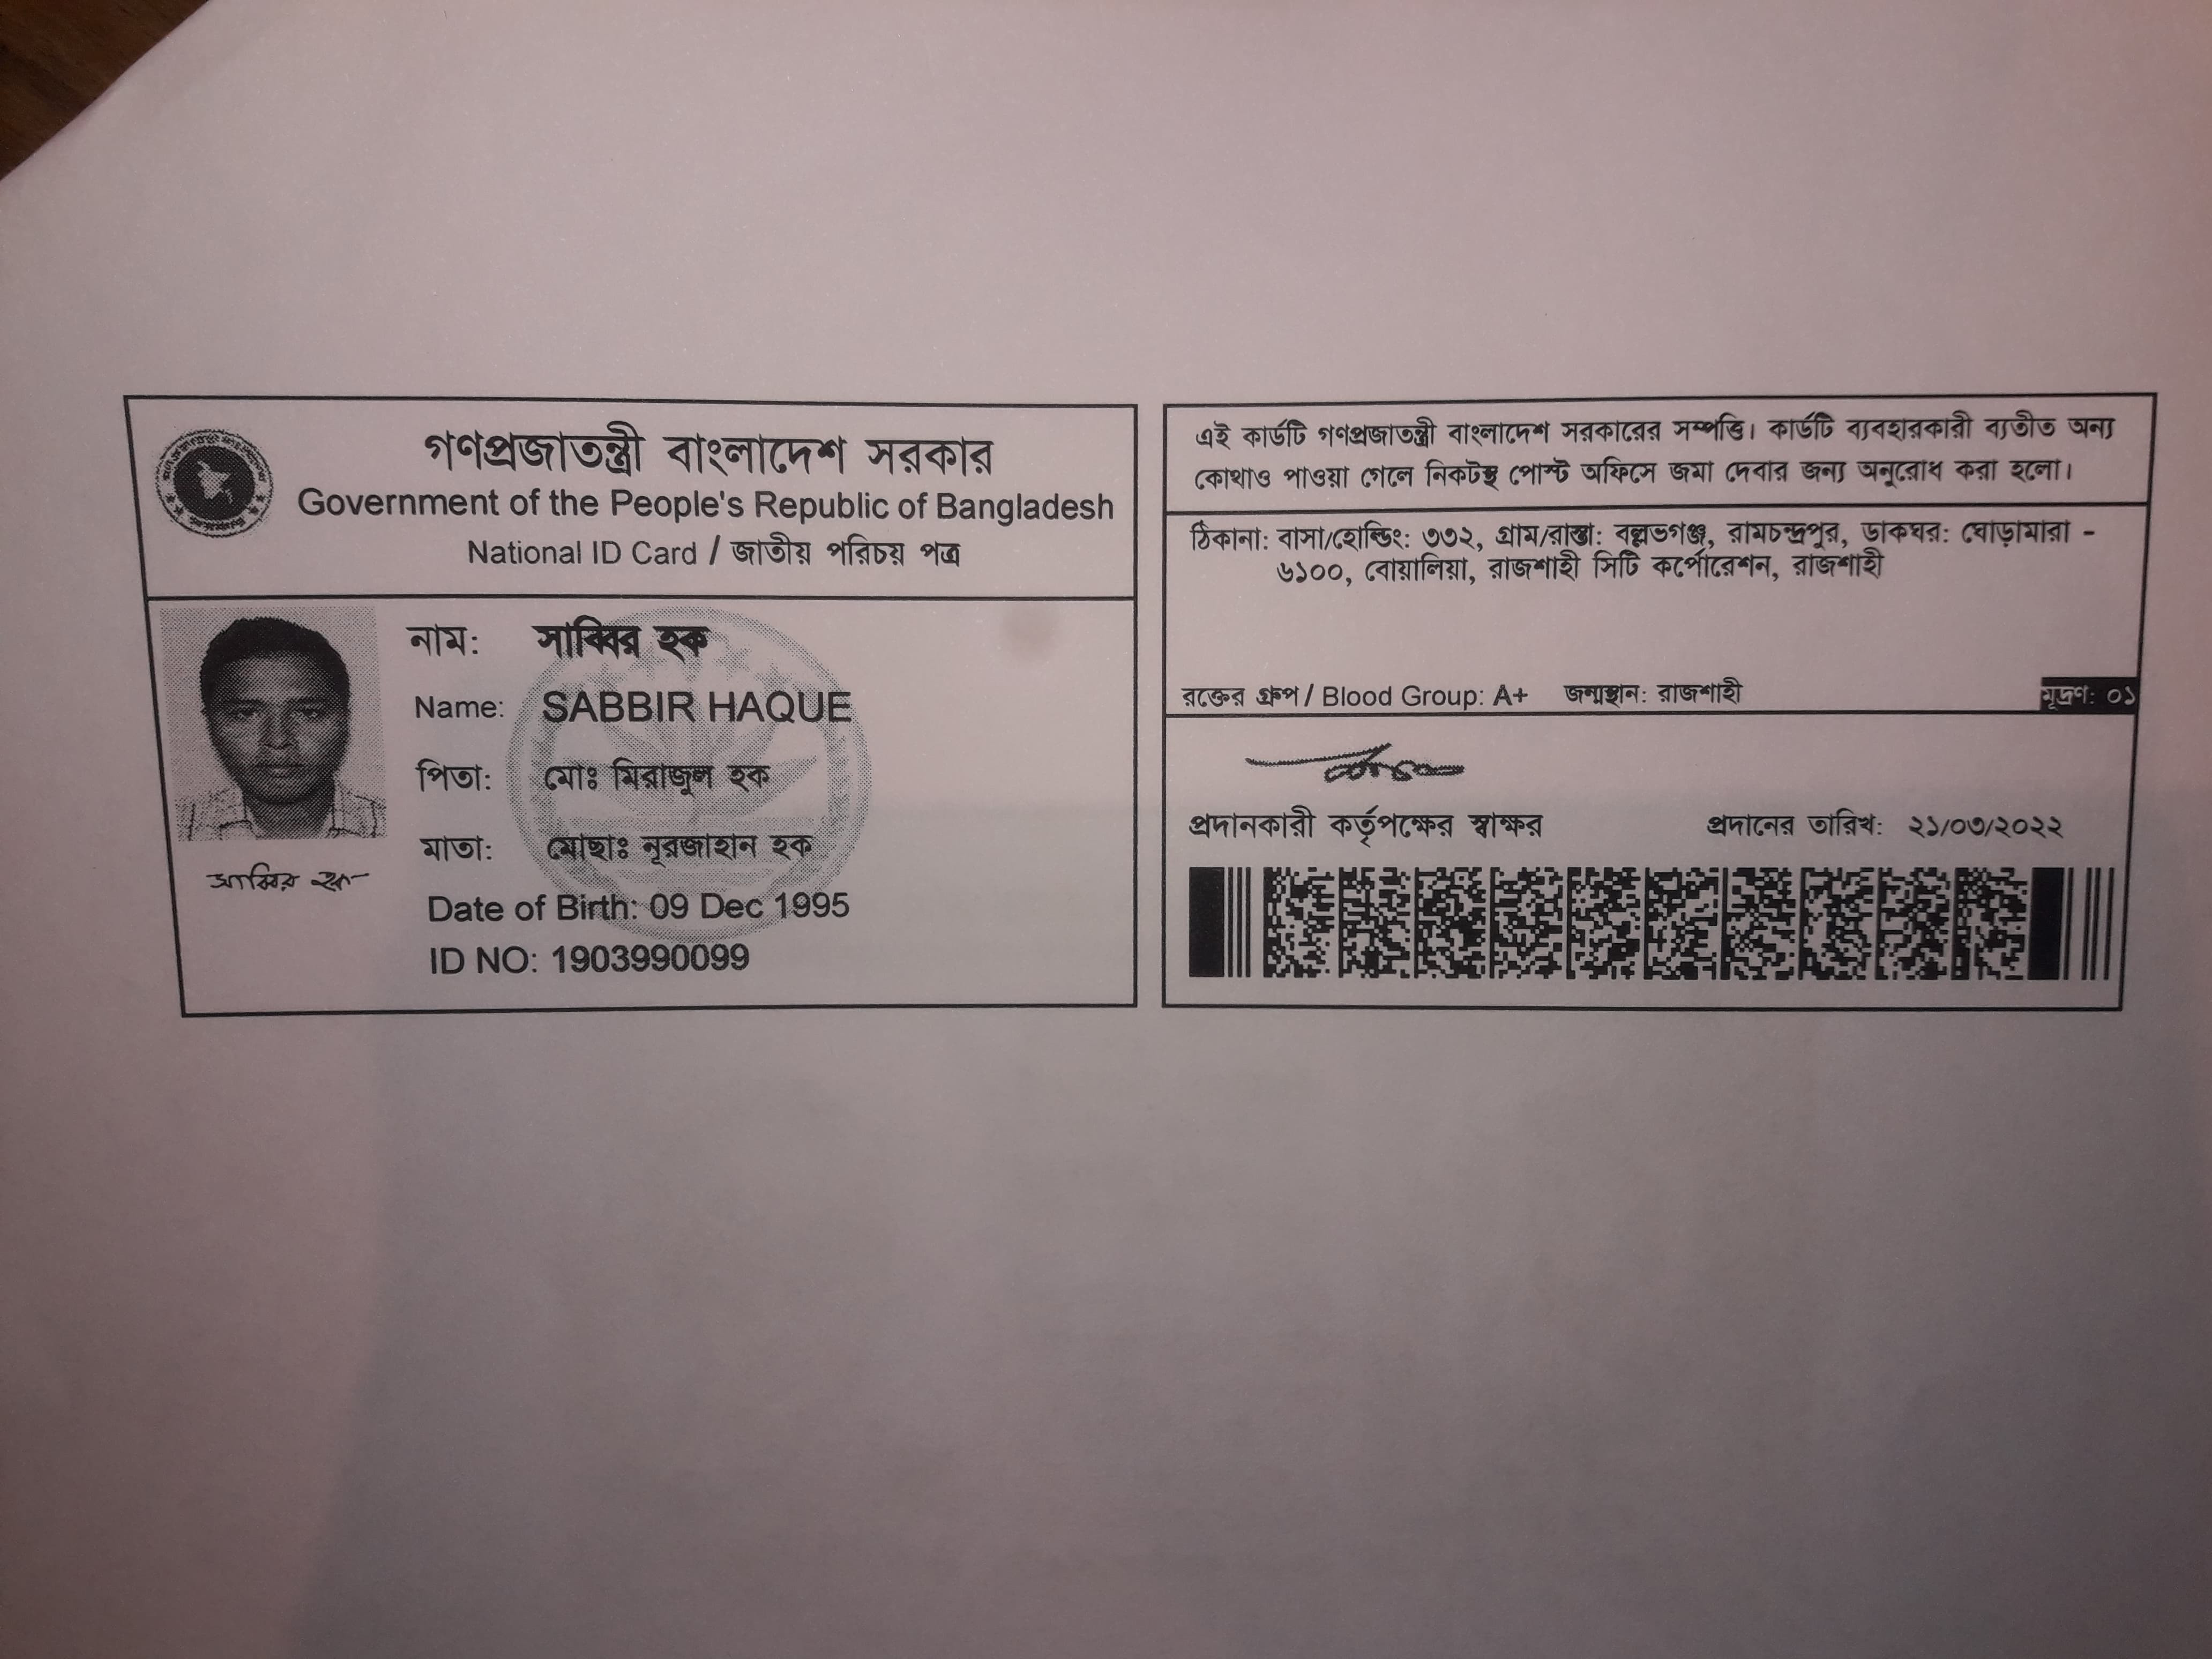 গণপ্রজাতন্ত্রী বাংলাদেশ সরকার
Government of the People's Republic of Bangladesh
National ID Card / জাতীয় পরিচয় পত্র
নাম: সাব্বির হক
Name: SABBIR HAQUE
পিতা: মোঃ মিরাজুল হক
মাতা: মোছাঃ নূরজাহান হক
Date of Birth: 09 Dec 1995
ID NO: 1903990099
সাব্বির হক
এই কার্ডটি গণপ্রজাতন্ত্রী বাংলাদেশ সরকারের সম্পত্তি। কার্ডটি ব্যবহারকারী ব্যতীত অন্য
কোথাও পাওয়া গেলে নিকটস্থ পোস্ট অফিসে জমা দেবার জন্য অনুরোধ করা হলো।
ঠিকানা: বাসা/হোল্ডিং: ৩৩২, গ্রাম/রাস্তা: বল্লভগঞ্জ, রামচন্দ্রপুর, ডাকঘর: ঘোড়ামারা -
৬১০০, বোয়ালিয়া, রাজশাহী সিটি কর্পোরেশন, রাজশাহী
রক্তের গ্রুপ / Blood Group: A+ জন্মস্থান: রাজশাহী মূদ্রণ: ০১
প্রদানকারী কর্তৃপক্ষের স্বাক্ষর প্রদানের তারিখ: ২১/০৩/২০২২